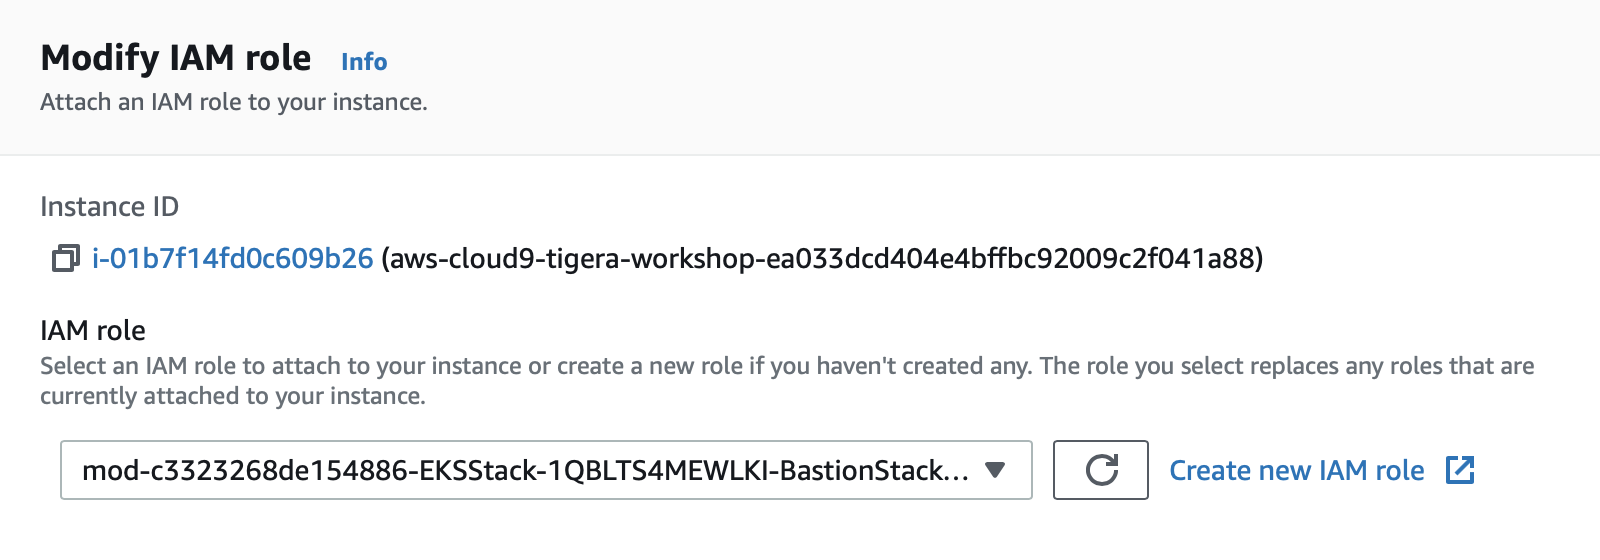 Modify IAM role Info
Attach an IAM role to your instance.
Instance ID
i-01b7f14fd0c609b26 (aws-cloud9-tigera-workshop-ea033dcd404e4bffbc92009c2f041a88)
IAM role
Select an IAM role to attach to your instance or create a new role if you haven't created any. The role you select replaces any roles that are
currently attached to your instance.
mod-c3323268de154886-EKSStack-1QBLTS4MEWLKI-BastionStack... Create new IAM role